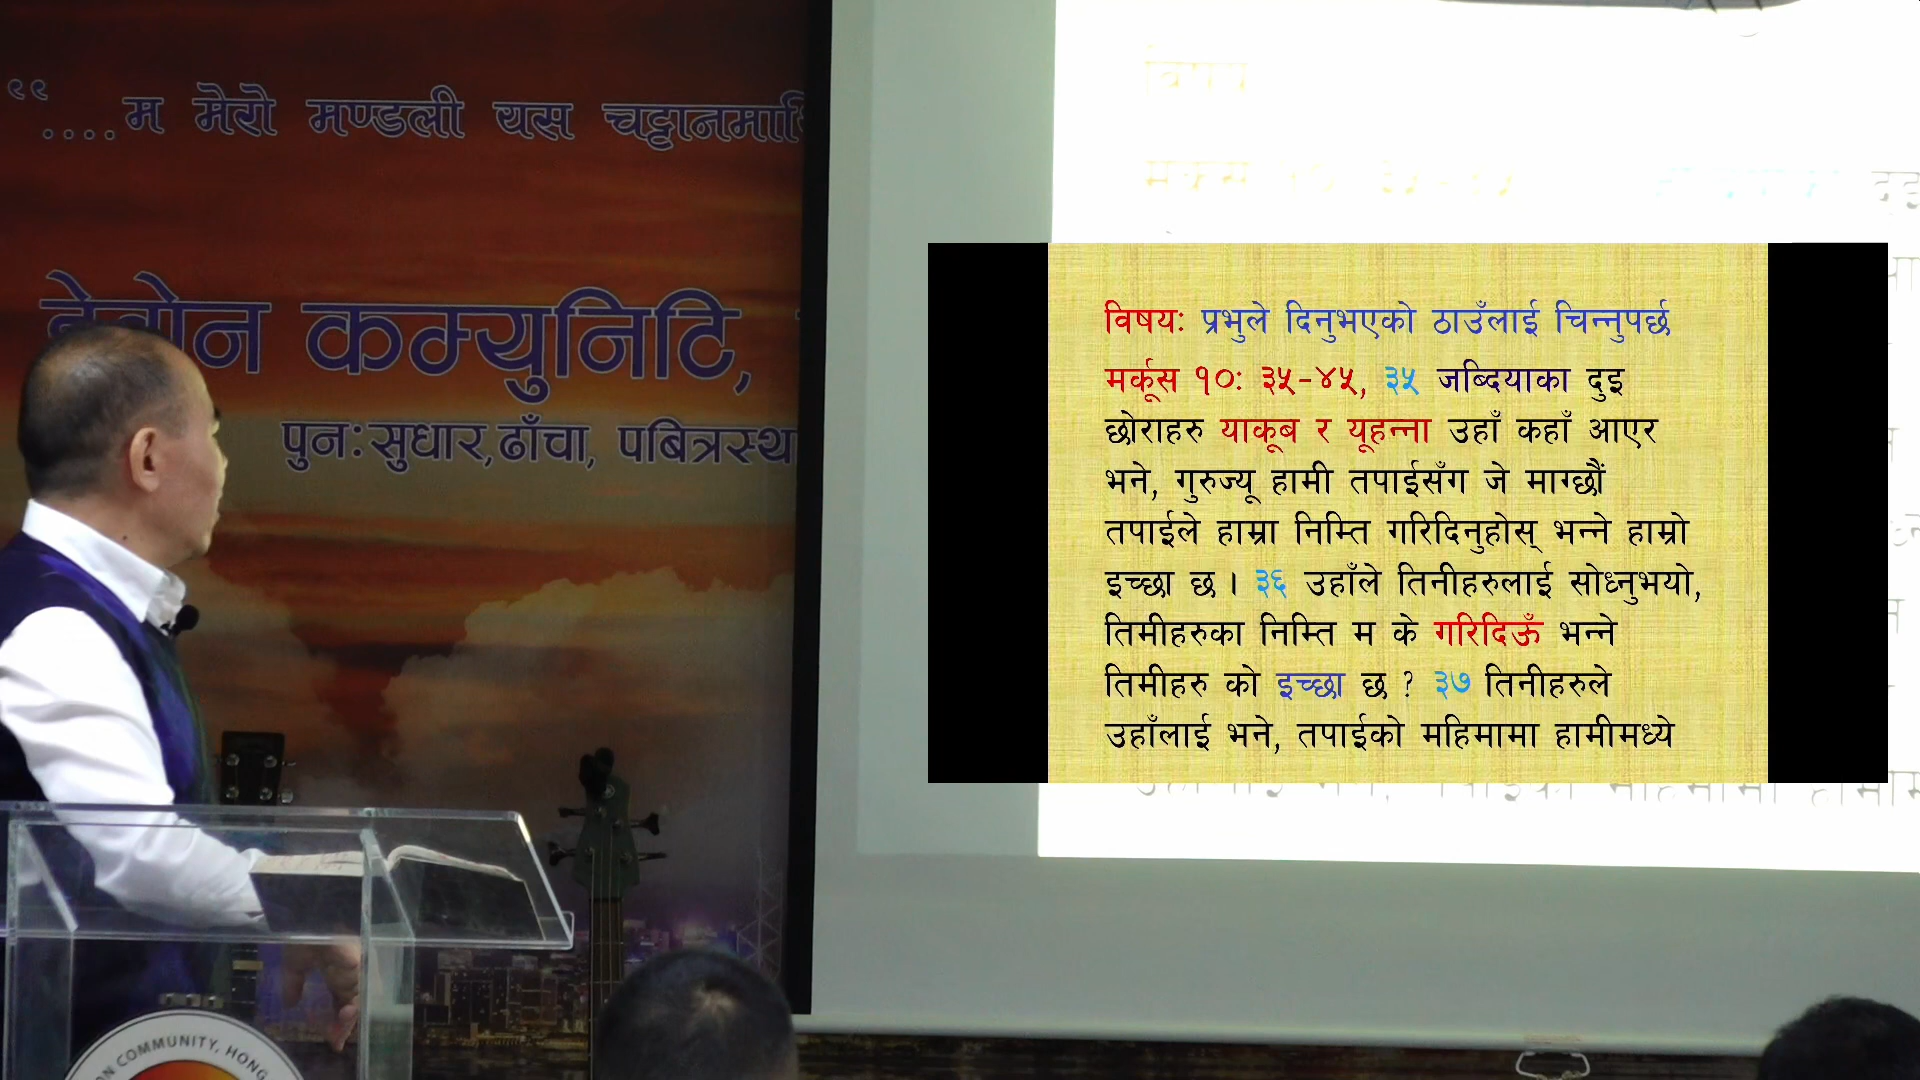 “....म मेरो मण्डली यस चट्टानमाथि
हेब्रोन कम्युनिटि,
पुन:सुधार,ढाँचा, पबित्रस्थ
विषयः प्रभुले दिनुभएको ठाउँलाई चिन्नुपर्छ
मर्कूस १०: ३५-४५, ३५ जब्दियाका दुइ
छोराहरु याकूब र यूहन्ना उहाँ कहाँ आएर
भने, गुरुज्यू हामी तपाईसँग जे माग्छौं
तपाईले हाम्रा निम्ति गरिदिनुहोस् भन्ने हाम्रो
इच्छा छ । ३६ उहाँले तिनीहरुलाई सोध्नुभयो,
तिमीहरुका निम्ति म के गरिदिऊँ भन्ने
तिमीहरु को इच्छा छ ? ३७ तिनीहरुले
उहाँलाई भने, तपाईको महिमामा हामीमध्ये
ON COMMUNITY, HONG